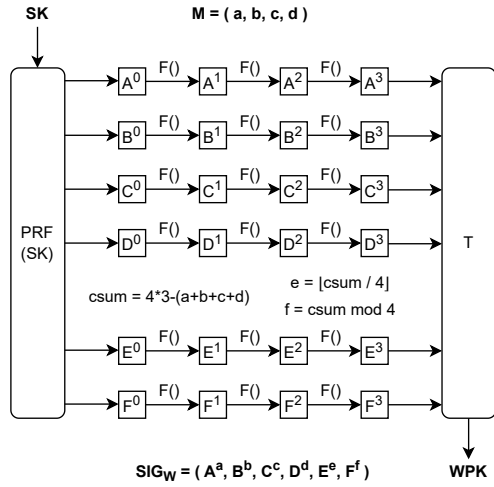 SK
M = ( a, b, c, d )
F() F() F()
A⁰ A¹ A² A³
F() F() F()
B⁰ B¹ B² B³
F() F() F()
C⁰ C¹ C² C³
F() F() F()
PRF
(SK)
D⁰ D¹ D² D³
T
csum = 4*3-(a+b+c+d)
e = ⌊csum / 4⌋
f = csum mod 4
F() F() F()
E⁰ E¹ E² E³
F() F() F()
F⁰ F¹ F² F³
SIG_W = ( Aᵃ, Bᵇ, Cᶜ, Dᵈ, Eᵉ, Fᶠ )
WPK